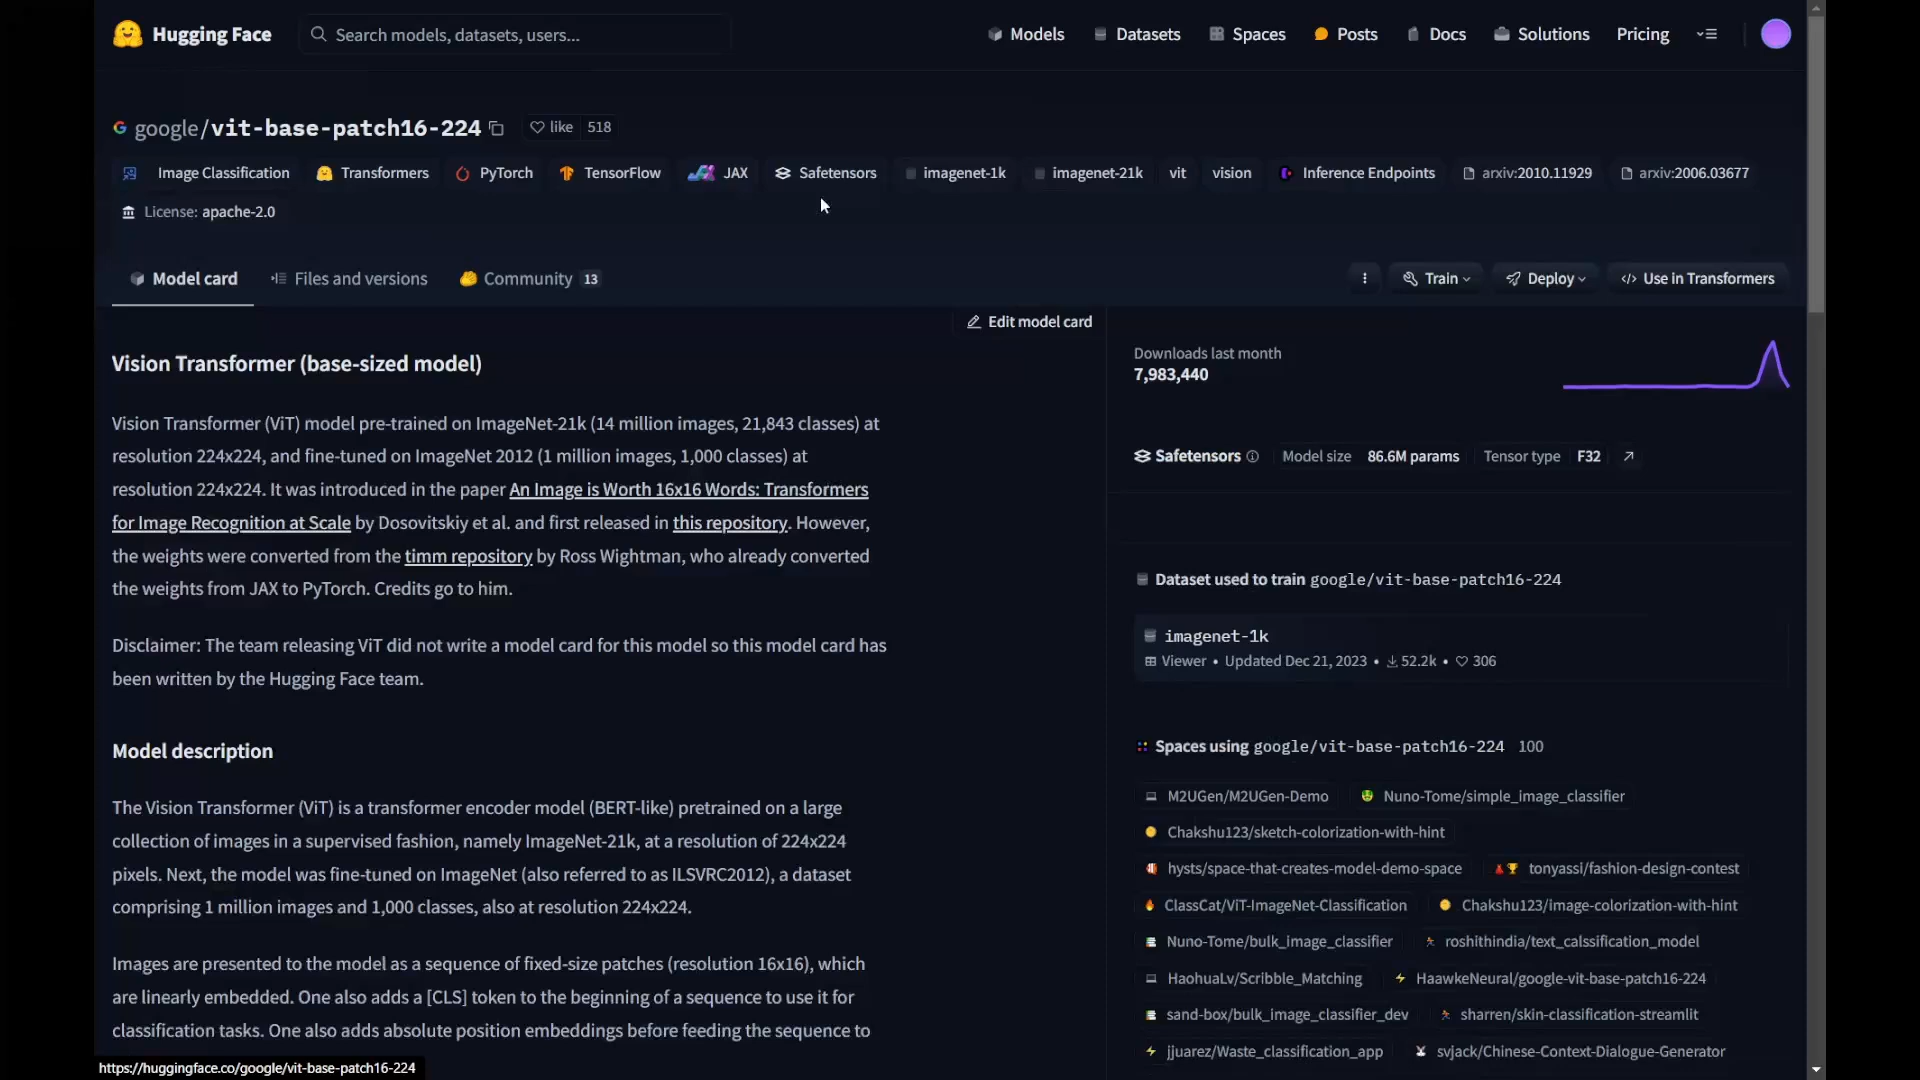 Hugging Face
Search models, datasets, users...
Models
Datasets
Spaces
Posts
Docs
Solutions
Pricing
google/vit-base-patch16-224
like 518
Image Classification
Transformers
PyTorch
TensorFlow
JAX
Safetensors
imagenet-1k
imagenet-21k
vit
vision
Inference Endpoints
arxiv:2010.11929
arxiv:2006.03677
License: apache-2.0
Model card
Files and versions
Community 13
Train
Deploy
</> Use in Transformers
Edit model card
Vision Transformer (base-sized model)
Vision Transformer (ViT) model pre-trained on ImageNet-21k (14 million images, 21,843 classes) at
resolution 224x224, and fine-tuned on ImageNet 2012 (1 million images, 1,000 classes) at
resolution 224x224. It was introduced in the paper An Image is Worth 16x16 Words: Transformers
for Image Recognition at Scale by Dosovitskiy et al. and first released in this repository. However,
the weights were converted from the timm repository by Ross Wightman, who already converted
the weights from JAX to PyTorch. Credits go to him.
Disclaimer: The team releasing ViT did not write a model card for this model so this model card has
been written by the Hugging Face team.
Model description
The Vision Transformer (ViT) is a transformer encoder model (BERT-like) pretrained on a large
collection of images in a supervised fashion, namely ImageNet-21k, at a resolution of 224x224
pixels. Next, the model was fine-tuned on ImageNet (also referred to as ILSVRC2012), a dataset
comprising 1 million images and 1,000 classes, also at resolution 224x224.
Images are presented to the model as a sequence of fixed-size patches (resolution 16x16), which
are linearly embedded. One also adds a [CLS] token to the beginning of a sequence to use it for
classification tasks. One also adds absolute position embeddings before feeding the sequence to
Downloads last month
7,983,440
Safetensors
Model size 86.6M params
Tensor type F32
Dataset used to train google/vit-base-patch16-224
imagenet-1k
Viewer • Updated Dec 21, 2023 • 52.2k • 306
Spaces using google/vit-base-patch16-224 100
M2UGen/M2UGen-Demo
Nuno-Tome/simple_image_classifier
Chakshu123/sketch-colorization-with-hint
hysts/space-that-creates-model-demo-space
tonyassi/fashion-design-contest
ClassCat/ViT-ImageNet-Classification
Chakshu123/image-colorization-with-hint
Nuno-Tome/bulk_image_classifier
roshithindia/text_calssification_model
HaohuaLv/Scribble_Matching
HaawkeNeural/google-vit-base-patch16-224
sand-box/bulk_image_classifier_dev
sharren/skin-classification-streamlit
jjuarez/Waste_classification_app
svjack/Chinese-Context-Dialogue-Generator
https://huggingface.co/google/vit-base-patch16-224